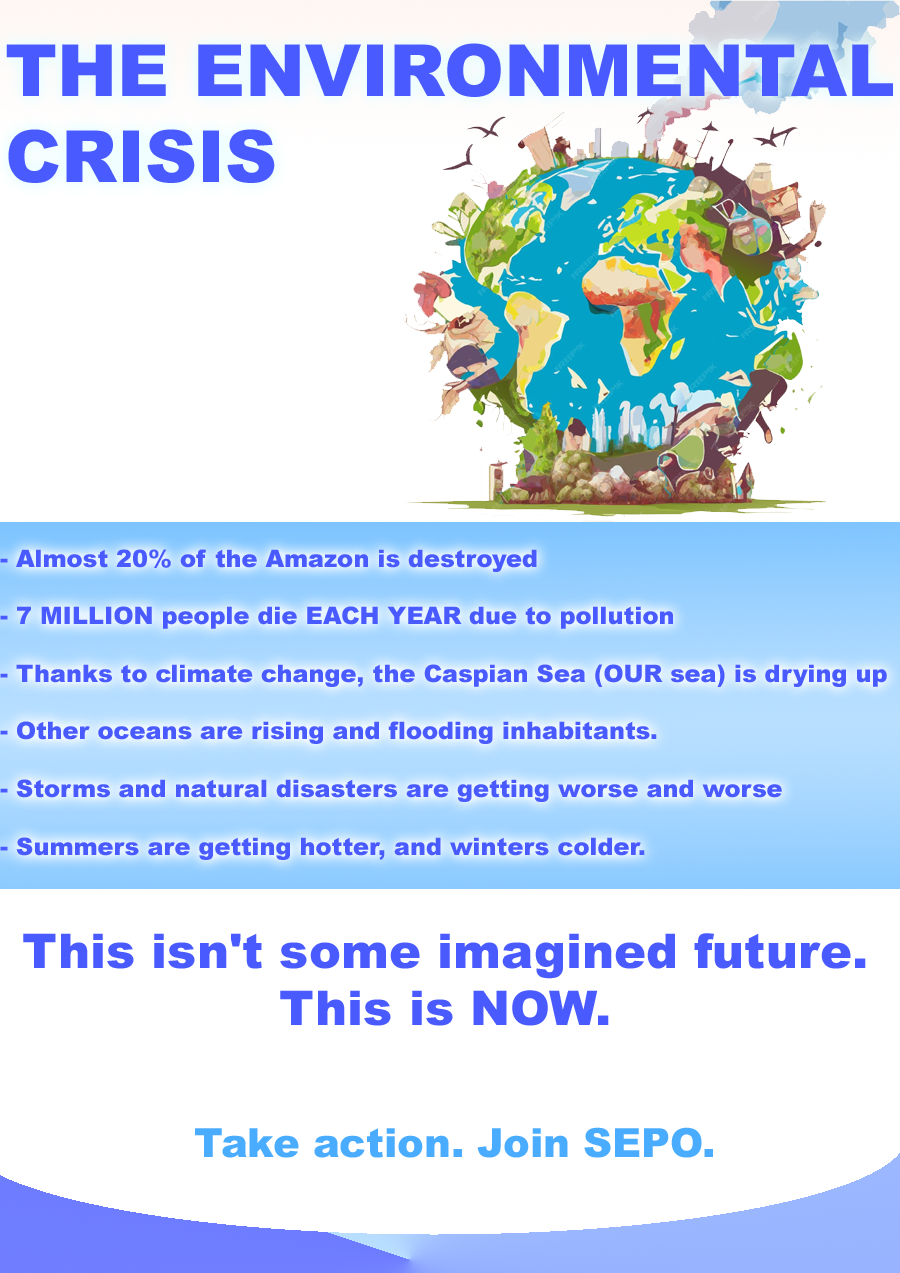 THE ENVIRONMENTAL
CRISIS
- Almost 20% of the Amazon is destroyed
- 7 MILLION people die EACH YEAR due to pollution
- Thanks to climate change, the Caspian Sea (OUR sea) is drying up
- Other oceans are rising and flooding inhabitants.
- Storms and natural disasters are getting worse and worse
- Summers are getting hotter, and winters colder.
This isn't some imagined future.
This is NOW.
Take action. Join SEPO.